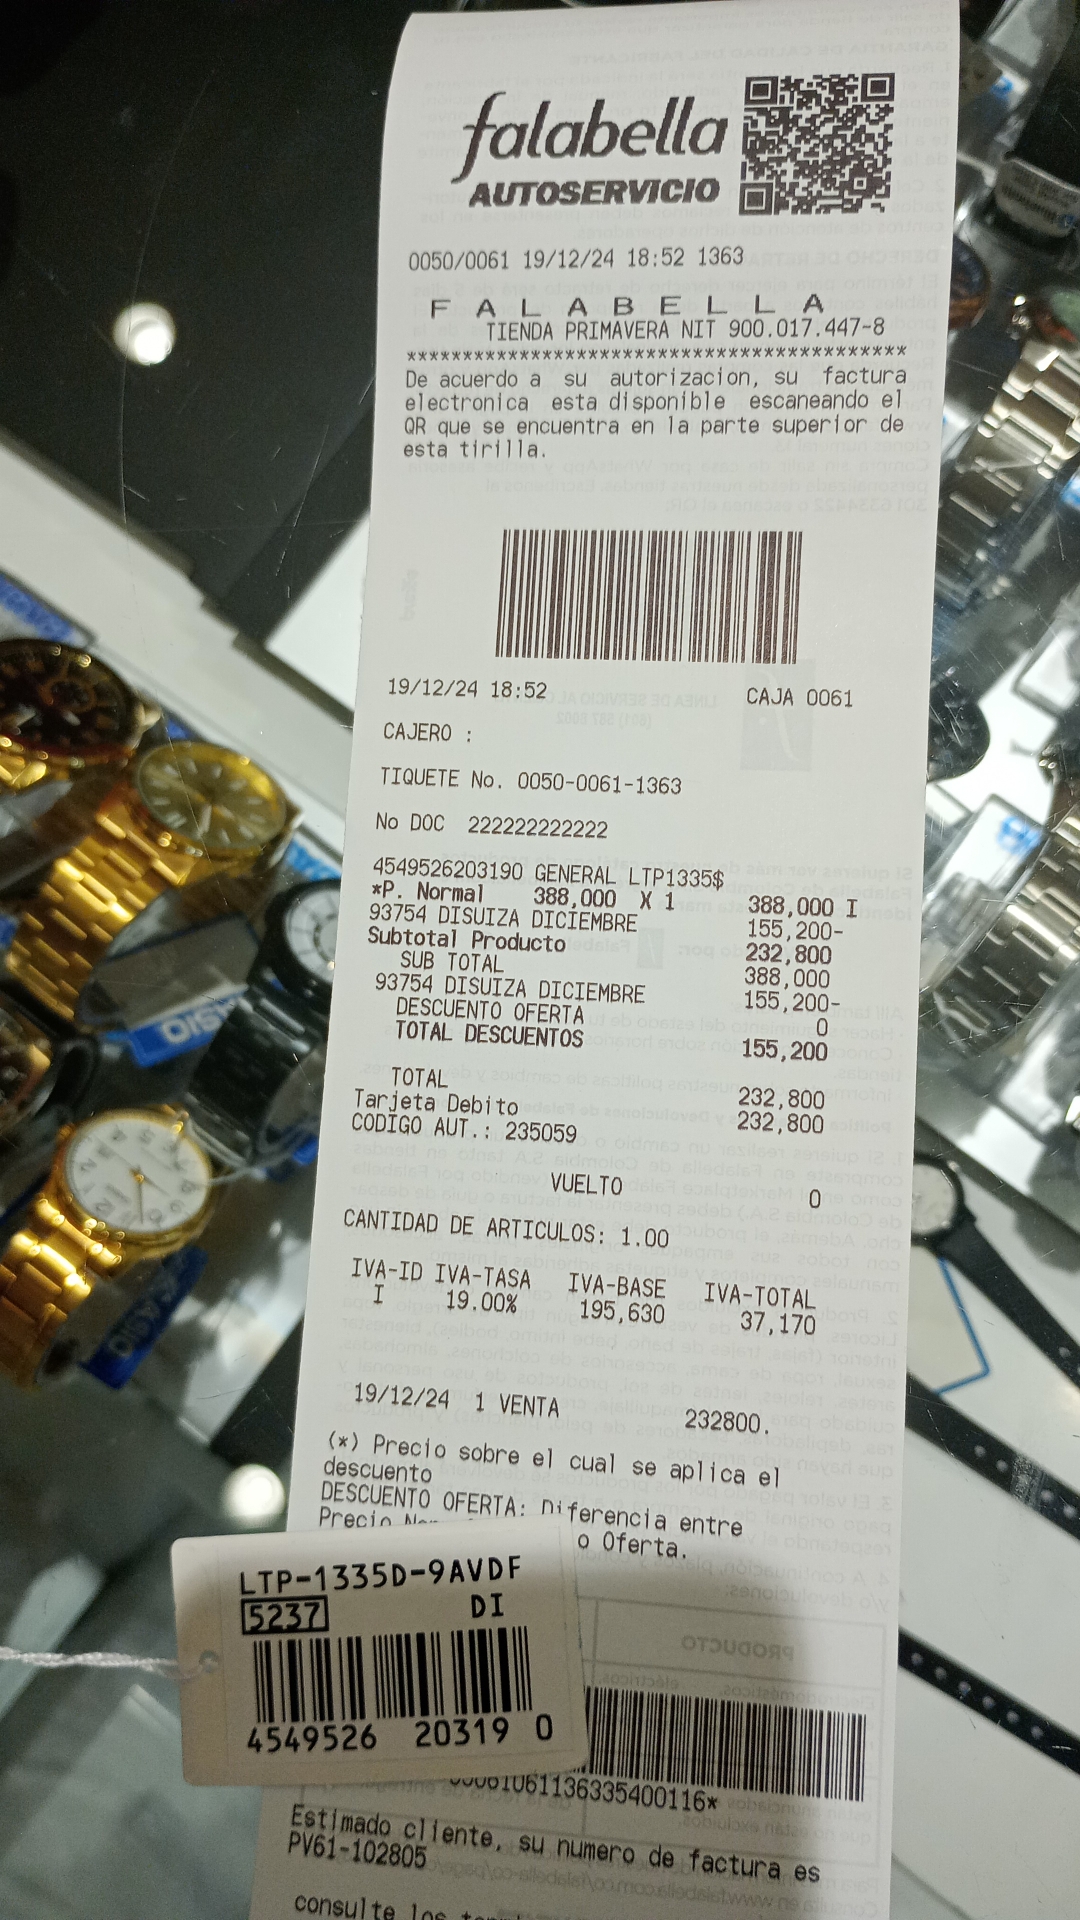 falabella
AUTOSERVICIO
0050/0061 19/12/24 18:52 1363
F A L A B E L L A
TIENDA PRIMAVERA NIT 900.017.447-8
*********************************************
De acuerdo a su autorizacion, su factura
electronica esta disponible escaneando el
QR que se encuentra en la parte superior de
esta tirilla.
19/12/24 18:52 CAJA 0061
CAJERO :
TIQUETE No. 0050-0061-1363
No DOC 222222222222
4549526203190 GENERAL LTP1335$
*P. Normal 388,000 X 1 388,000 I
93754 DISUIZA DICIEMBRE 155,200-
Subtotal Producto 232,800
SUB TOTAL 388,000
93754 DISUIZA DICIEMBRE 155,200-
DESCUENTO OFERTA 0
TOTAL DESCUENTOS 155,200
TOTAL 232,800
Tarjeta Debito 232,800
CODIGO AUT.: 235059
VUELTO 0
CANTIDAD DE ARTICULOS: 1.00
IVA-ID IVA-TASA IVA-BASE IVA-TOTAL
I 19.00% 195,630 37,170
19/12/24 1 VENTA 232800.
(*) Precio sobre el cual se aplica el
descuento
DESCUENTO OFERTA: Diferencia entre
Precio o Oferta.
LTP-1335D-9AVDF
5237 DI
4549526 20319 0
061061136335400116*
Estimado cliente, su numero de factura es
PV61-102805
consulte los
CASIO
CASIO